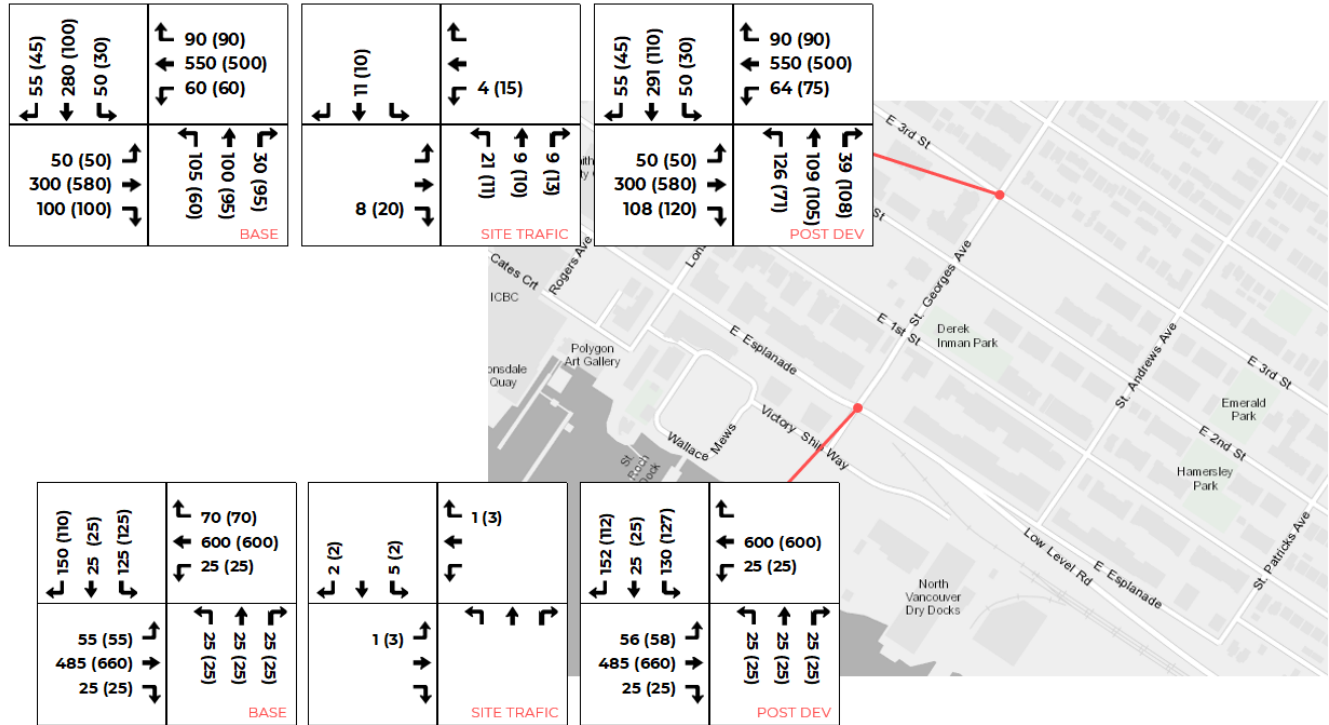 55 (45)
280 (100)
50 (30)
90 (90)
550 (500)
60 (60)
50 (50)
300 (580)
100 (100)
105 (60)
100 (95)
30 (95)
BASE
11 (10)
4 (15)
8 (20)
21 (11)
9 (10)
9 (13)
SITE TRAFIC
55 (45)
291 (110)
50 (30)
90 (90)
550 (500)
64 (75)
50 (50)
300 (580)
108 (120)
126 (71)
109 (105)
39 (108)
POST DEV
E 3rd St
St
Rogers Ave
Cates Crt
ICBC
St. Georges Ave
E 1st St
Derek
Inman Park
E Esplanade
Polygon
Art Gallery
onsdale
Quay
St. Andrews Ave
E 3rd St
Emerald
Park
E 2nd St
Hamersley
Park
Victory Ship Way
Wallace Mews
St. Roch Dock
Low Level Rd
E Esplanade
St. Patricks Ave
North
Vancouver
Dry Docks
150 (110)
25 (25)
125 (125)
70 (70)
600 (600)
25 (25)
55 (55)
485 (660)
25 (25)
25 (25)
25 (25)
25 (25)
BASE
2 (2)
5 (2)
1 (3)
1 (3)
SITE TRAFIC
152 (112)
25 (25)
130 (127)
600 (600)
25 (25)
56 (58)
485 (660)
25 (25)
25 (25)
25 (25)
25 (25)
POST DEV